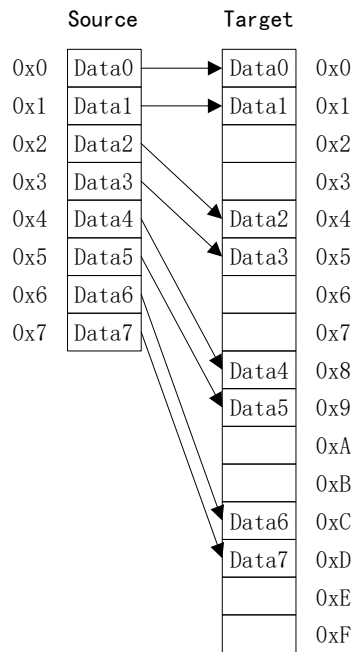 Source Target
0x0 Data0 Data0 0x0
0x1 Data1 Data1 0x1
0x2 Data2 0x2
0x3 Data3 0x3
0x4 Data4 Data2 0x4
0x5 Data5 Data3 0x5
0x6 Data6 0x6
0x7 Data7 0x7
Data4 0x8
Data5 0x9
0xA
0xB
Data6 0xC
Data7 0xD
0xE
0xF